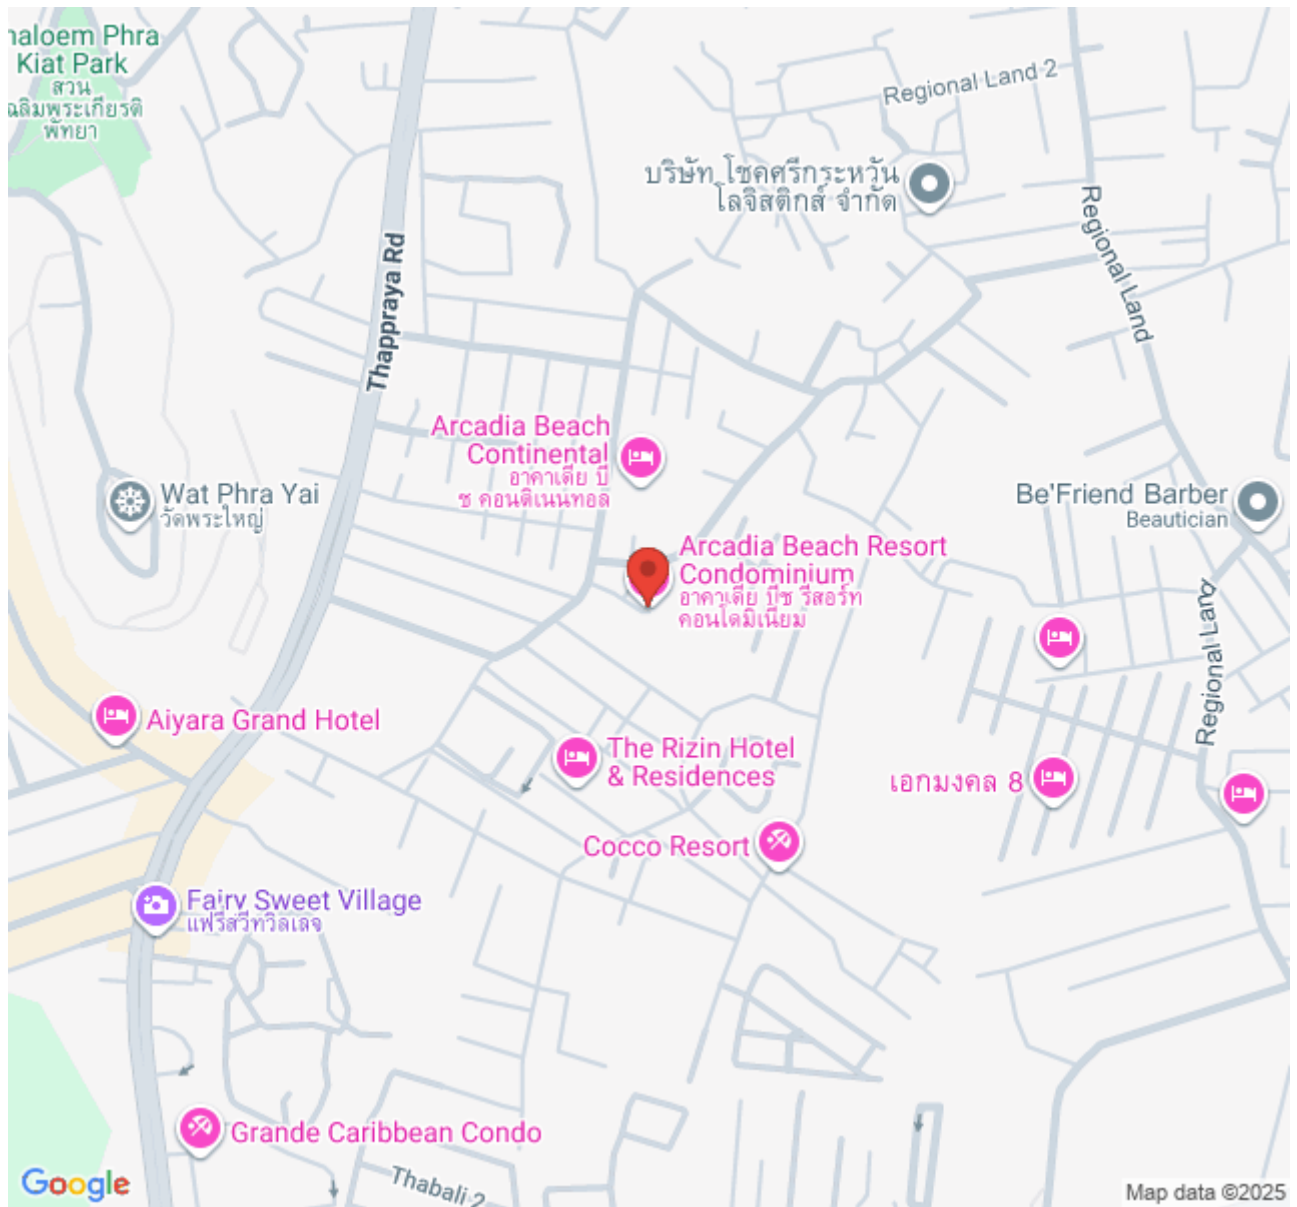 haloem Phra
Kiat Park
สวน
ฉลิมพระเกียรติ
พัทยา
Regional Land 2
บริษัท โชคศรีกระหวัน
โลจิสติกส์ จำกัด
Regional Land
Thappraya Rd
Arcadia Beach
Continental
อาคาเดีย บี
ช คอนติเนนทอล
Wat Phra Yai
วัดพระใหญ่
Be'Friend Barber
Beautician
Arcadia Beach Resort
Condominium
อาคาเดีย บีช รีสอร์ท
คอนโดมิเนียม
Regional Land
Aiyara Grand Hotel
The Rizin Hotel
& Residences
เอกมงคล 8
Cocco Resort
Fairy Sweet Village
แฟรี่สวีทวิลเลจ
Grande Caribbean Condo
Thabali 2
Google
Map data ©2025